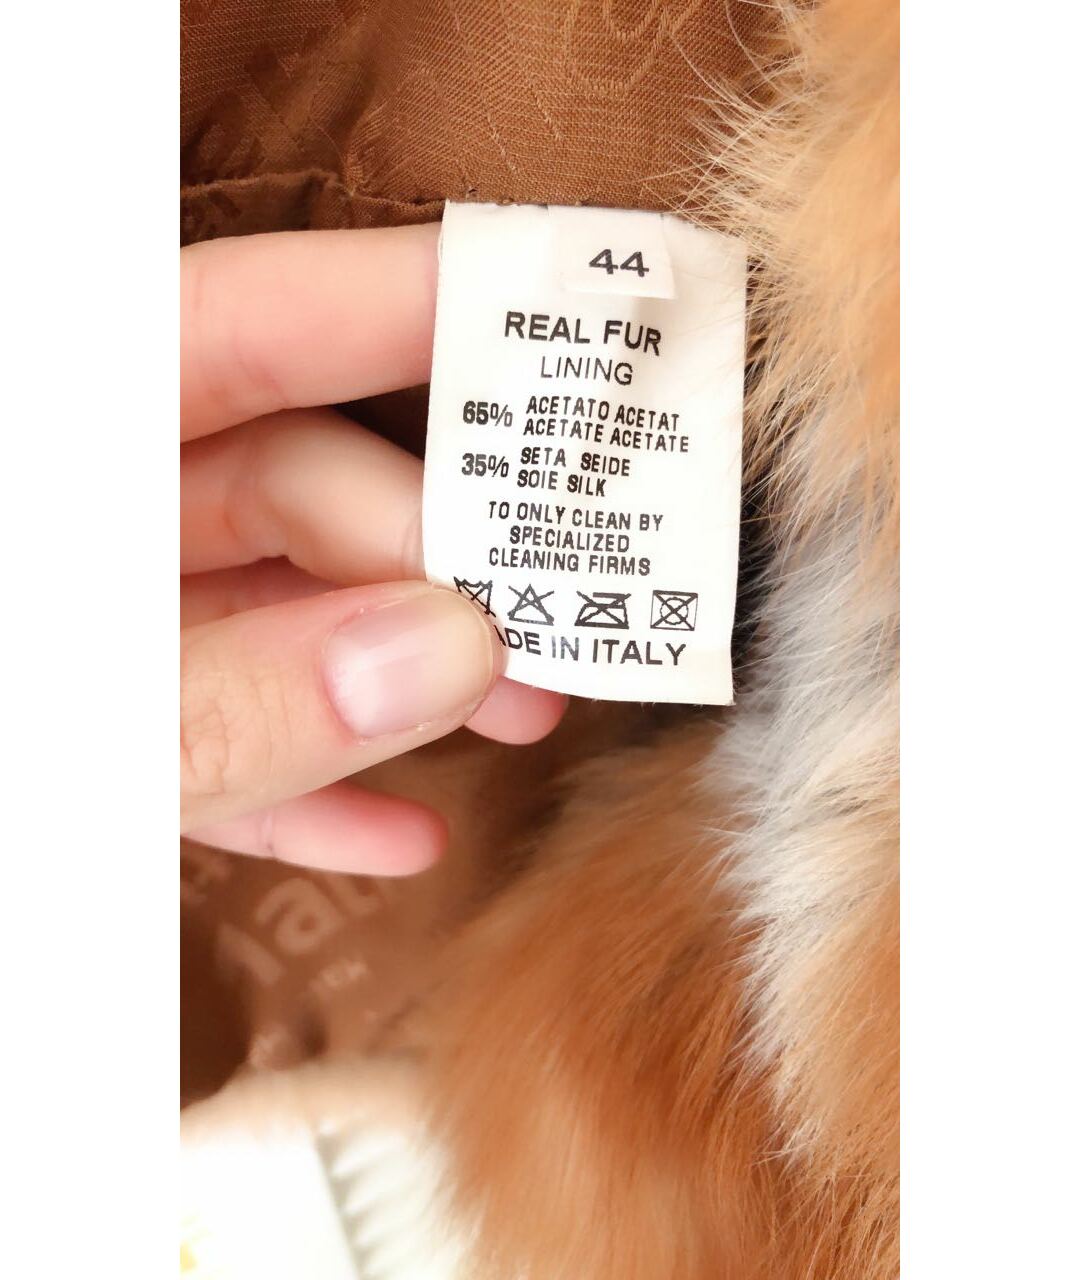 44
REAL FUR
LINING
65% ACETATO ACETAT
ACETATE ACETATE
35% SETA SEIDE
SOIE SILK
TO ONLY CLEAN BY
SPECIALIZED
CLEANING FIRMS
IN ITALY